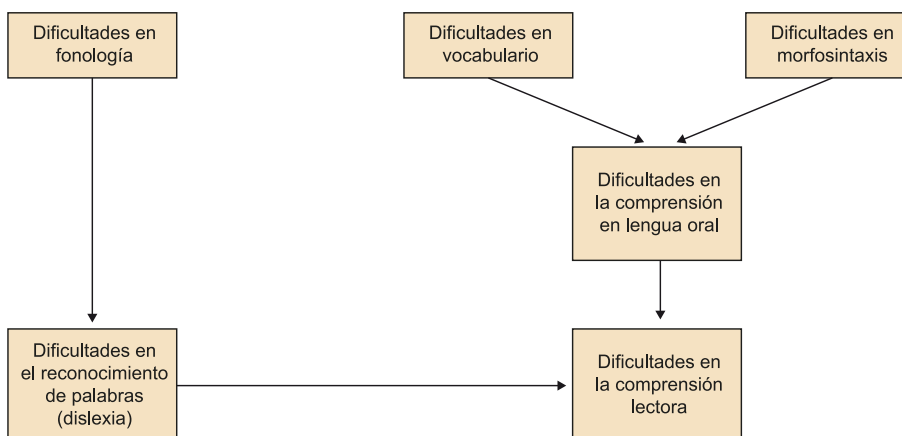 Dificultades en
fonología
Dificultades en
vocabulario
Dificultades en
morfosintaxis
Dificultades en
la comprensión
en lengua oral
Dificultades en
el reconocimiento
de palabras
(dislexia)
Dificultades en
la comprensión
lectora